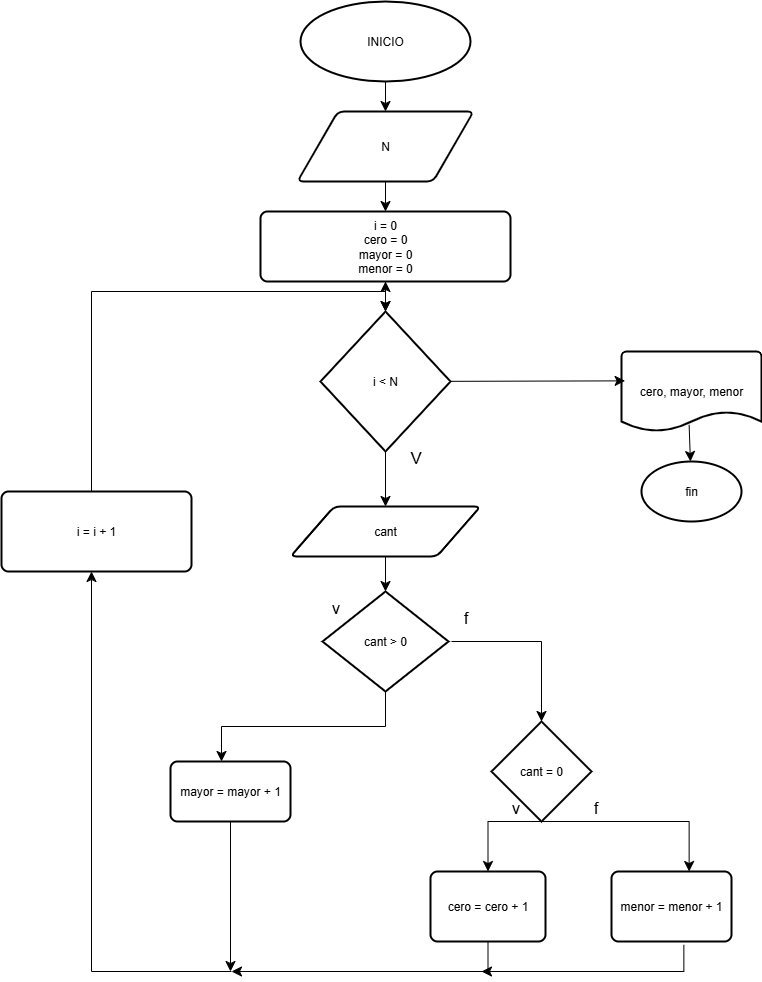 INICIO
N
i = 0
cero = 0
mayor = 0
menor = 0
i < N
cero, mayor, menor
V
fin
i = i + 1
cant
v
f
cant > 0
cant = 0
mayor = mayor + 1
v
f
cero = cero + 1
menor = menor + 1